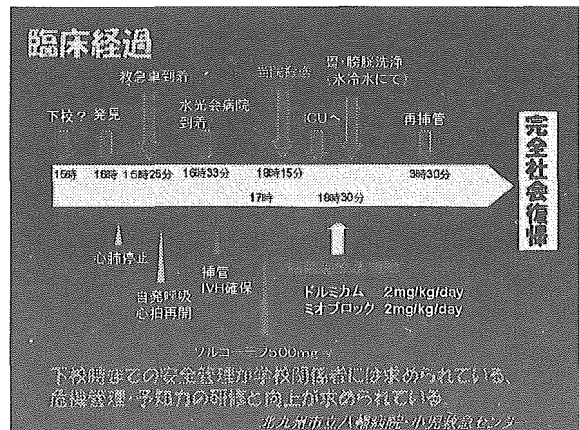 臨床経過
救急車到着
胃・膀胱洗浄
(氷冷水にて)
下校？ 発見
水光会病院
到着
ICUへ
再挿管
15時 16時 16時25分 16時33分 18時15分 3時30分
17時 18時30分
完全社会復帰
心肺停止
自発呼吸
心拍再開
挿管
IVH確保
ドルミカム 2mg/kg/day
ミオブロック 2mg/kg/day
ソルコーテフ500mg
下校時までの安全管理が学校関係者には求められている、
危機管理・予知力の研修と向上が求められている
北九州市立八幡病院・小児救急センター